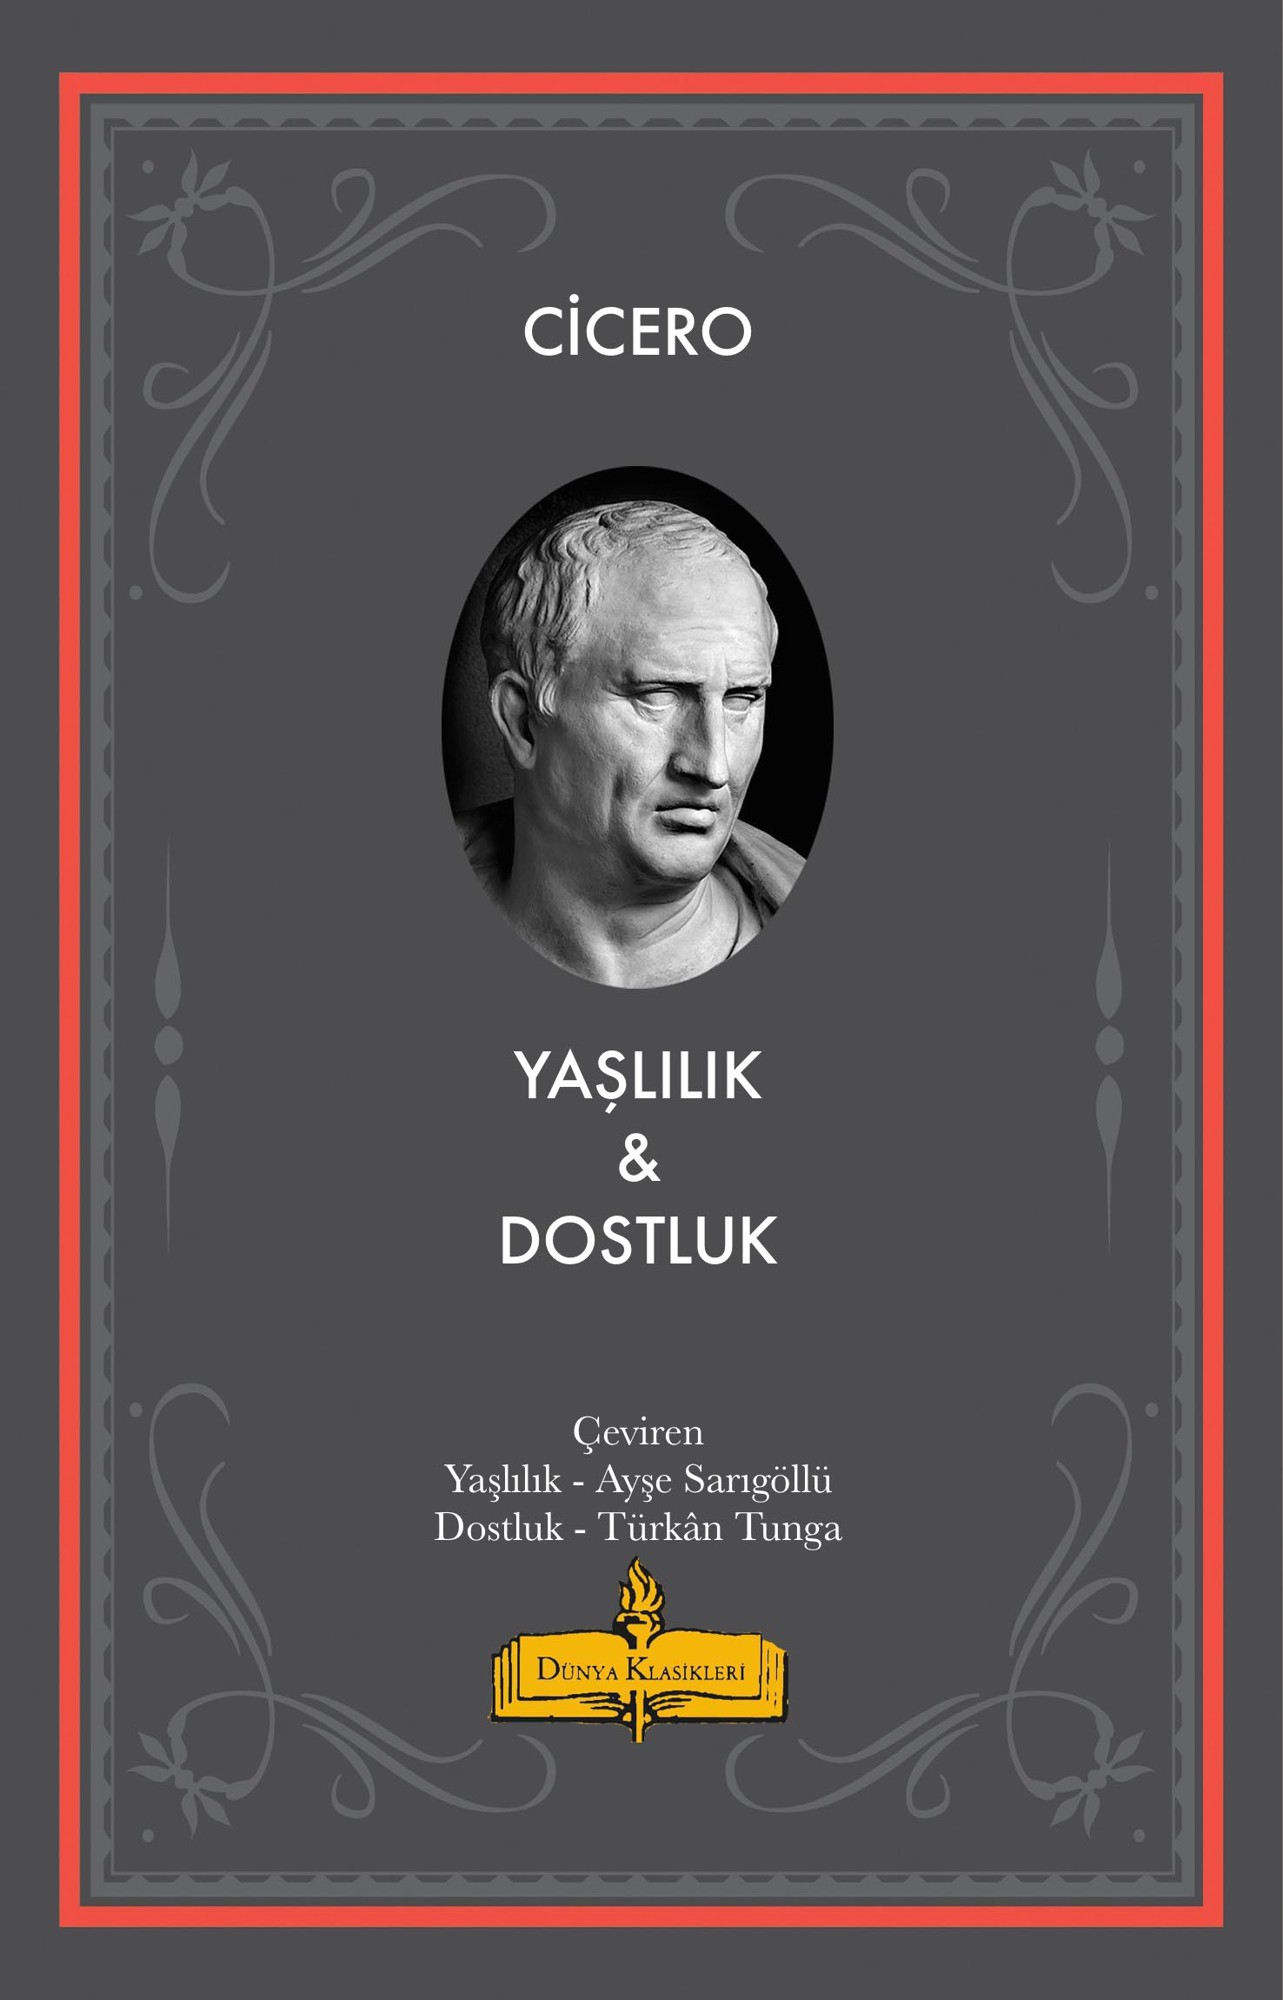 CİCERO
YAŞLILIK
&
DOSTLUK
Çeviren
Yaşlılık - Ayşe Sarıgöllü
Dostluk - Türkân Tunga
DÜNYA KLASİKLERİ